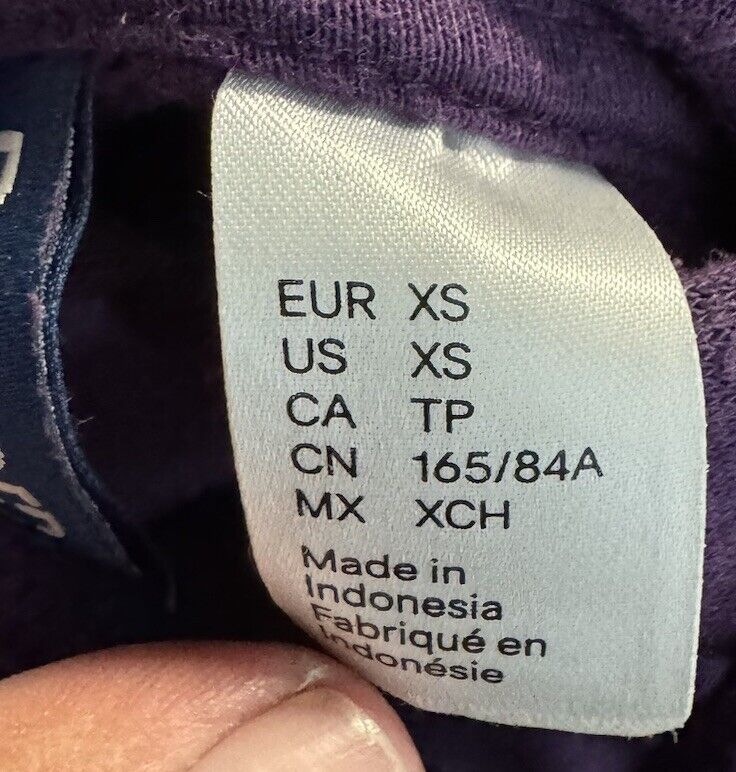 EUR XS
US XS
CA TP
CN 165/84A
MX XCH
Made in
Indonesia
Fabriqué en
Indonésie